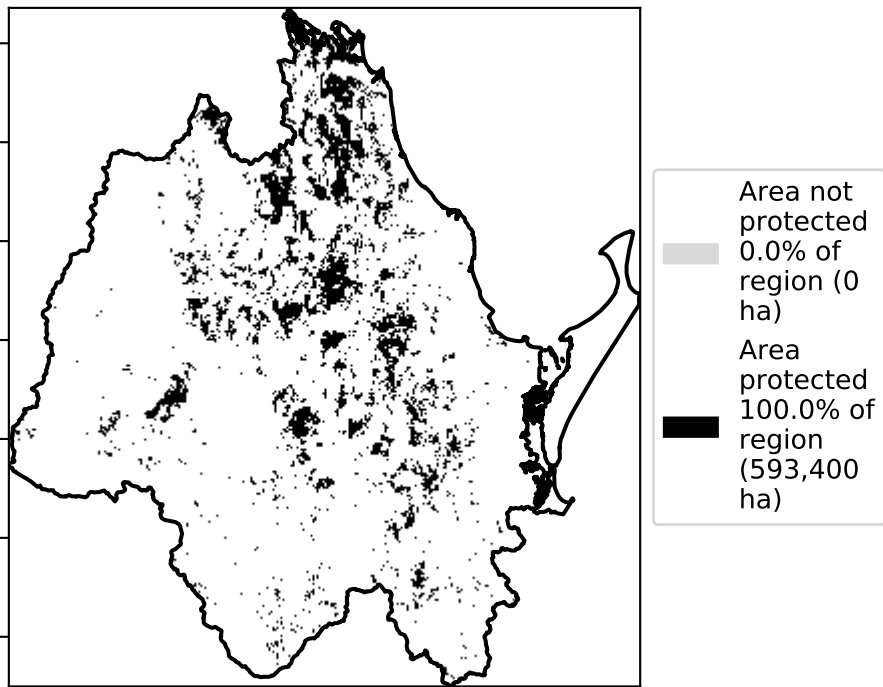 Area not
protected
0.0% of
region (0
ha)
Area
protected
100.0% of
region
(593,400
ha)